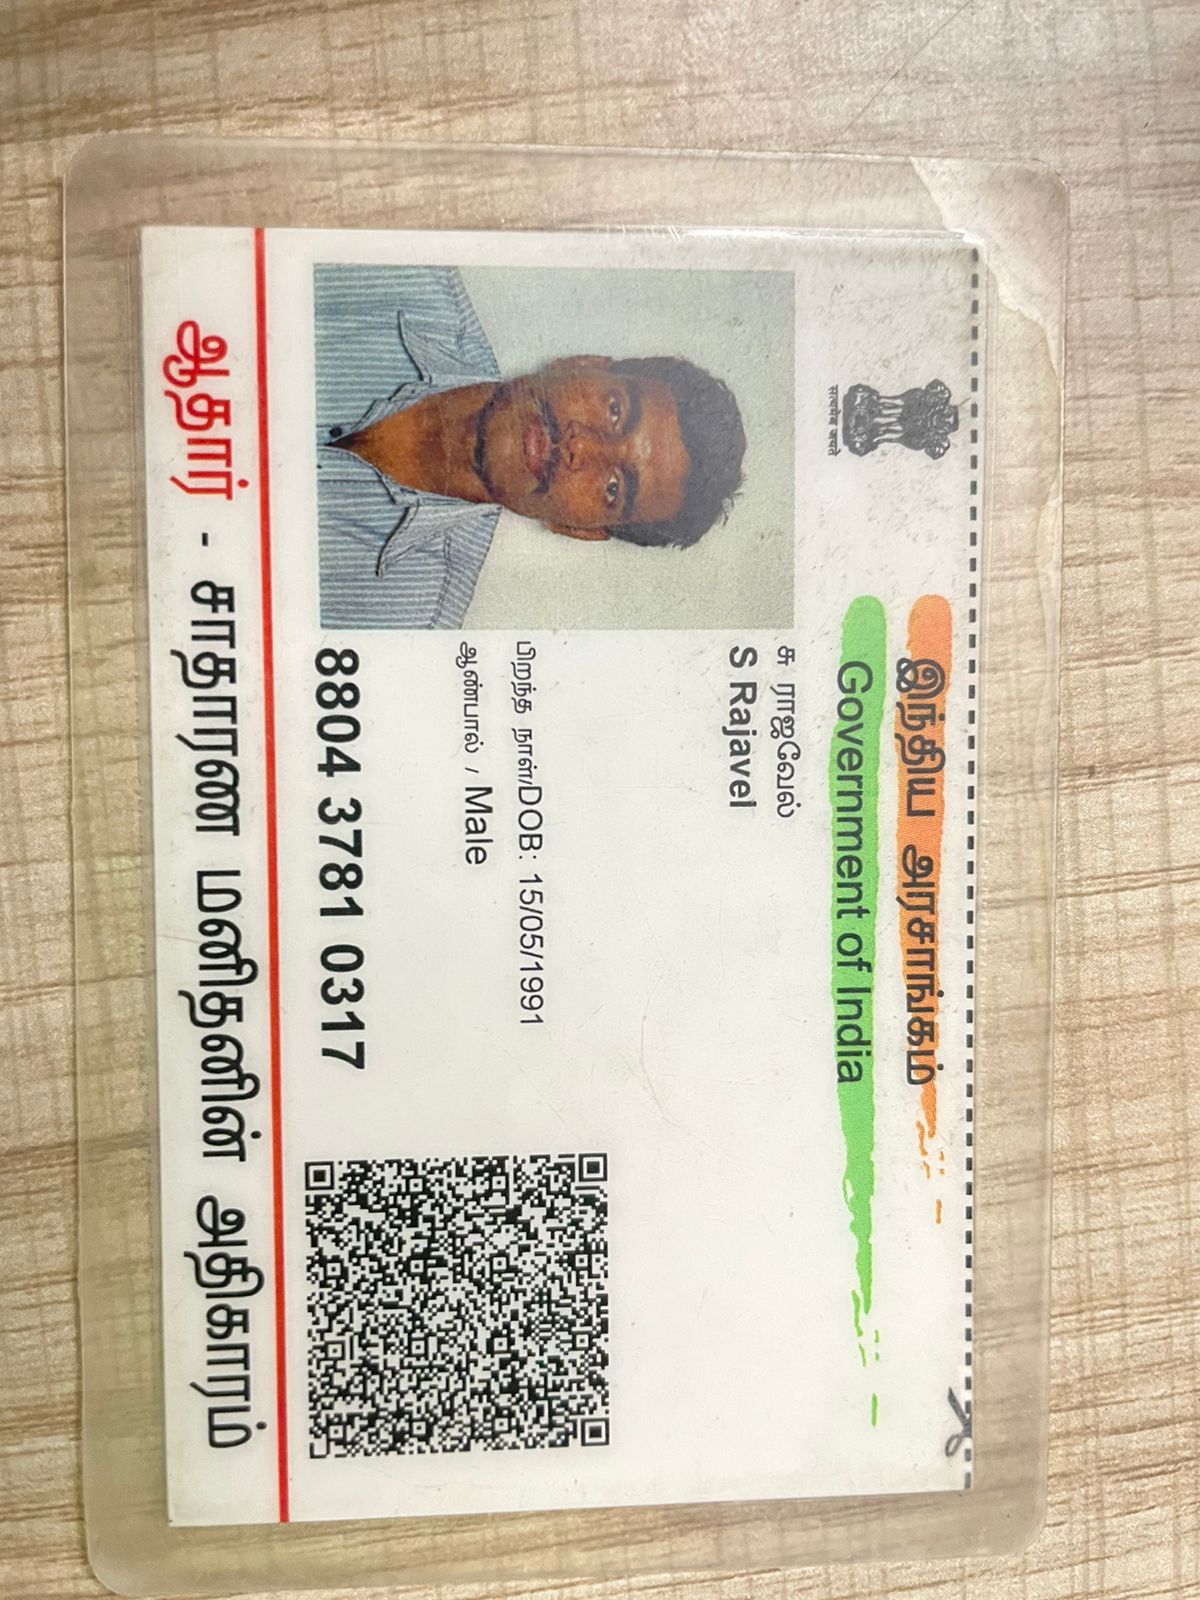 இந்திய அரசாங்கம்
Government of India
सत्यमेव जयते
சு ராஜவேல்
S Rajavel
பிறந்த நாள்/DOB: 15/05/1991
ஆண்பால் / Male
8804 3781 0317
ஆதார் - சாதாரண மனிதனின் அதிகாரம்